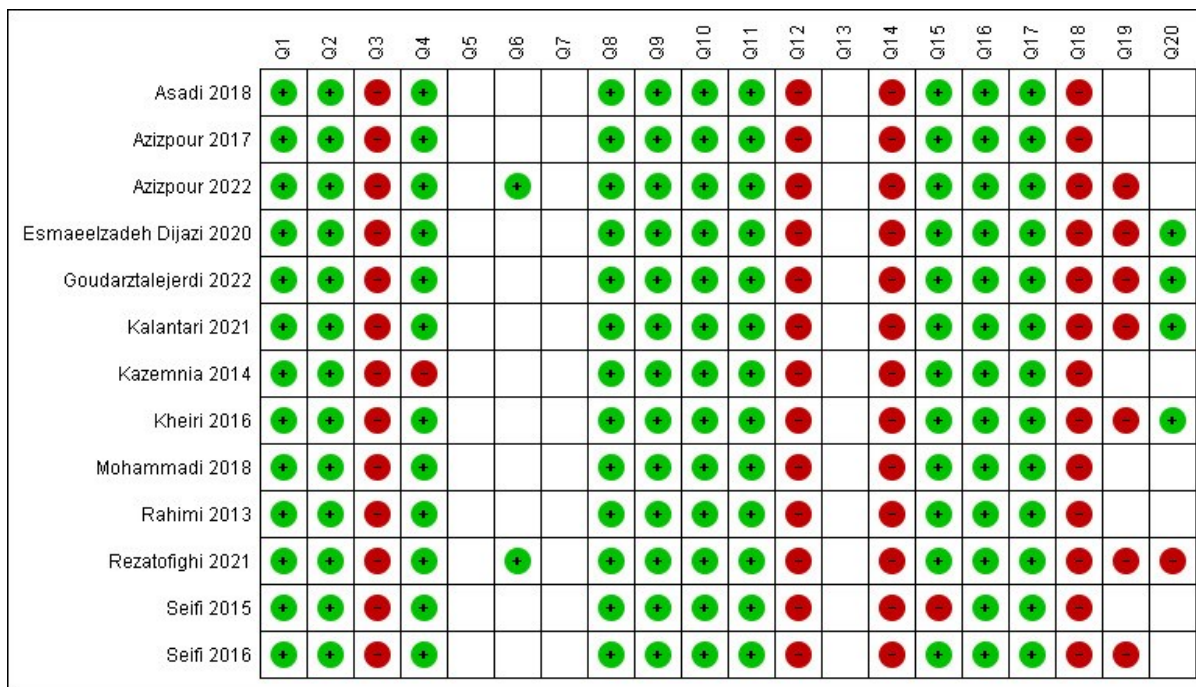 Q1 Q2 Q3 Q4 Q5 Q6 Q7 Q8 Q9 Q10 Q11 Q12 Q13 Q14 Q15 Q16 Q17 Q18 Q19 Q20
Asadi 2018 + + - + + + + + - - + + + -
Azizpour 2017 + + - + + + + + - - + + + -
Azizpour 2022 + + - + + + + + + - - + + + - -
Esmaeelzadeh Dijazi 2020 + + - + + + + + - - + + + - - +
Goudarztalejerdi 2022 + + - + + + + + - - + + + - - +
Kalantari 2021 + + - + + + + + - - + + + - - +
Kazemnia 2014 + + - - + + + + - - + + + -
Kheiri 2016 + + - + + + + + - - + + + - - +
Mohammadi 2018 + + - + + + + + - - + + + -
Rahimi 2013 + + - + + + + + - - + + + -
Rezatofighi 2021 + + - + + + + + + - - + + + - - -
Seifi 2015 + + - + + + + + - - - + + -
Seifi 2016 + + - + + + + + - - + + + - -